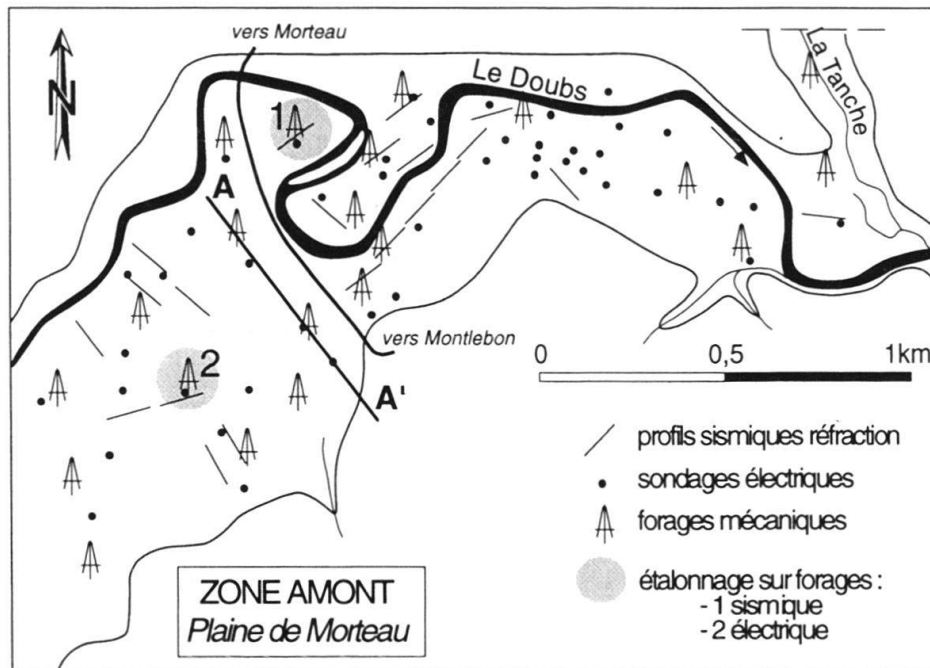 vers Morteau
N
1
Le Doubs
La Tanche
A
vers Montlebon
2
A'
0 0,5 1km
profils sismiques réfraction
sondages électriques
forages mécaniques
étalonnage sur forages :
- 1 sismique
- 2 électrique
ZONE AMONT
Plaine de Morteau